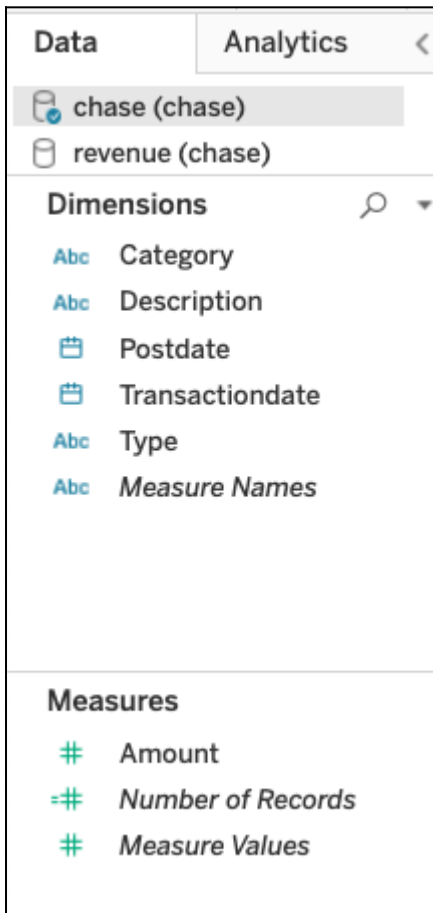 Data Analytics
chase (chase)
revenue (chase)
Dimensions
Abc Category
Abc Description
Postdate
Transactiondate
Abc Type
Abc Measure Names
Measures
# Amount
=# Number of Records
# Measure Values